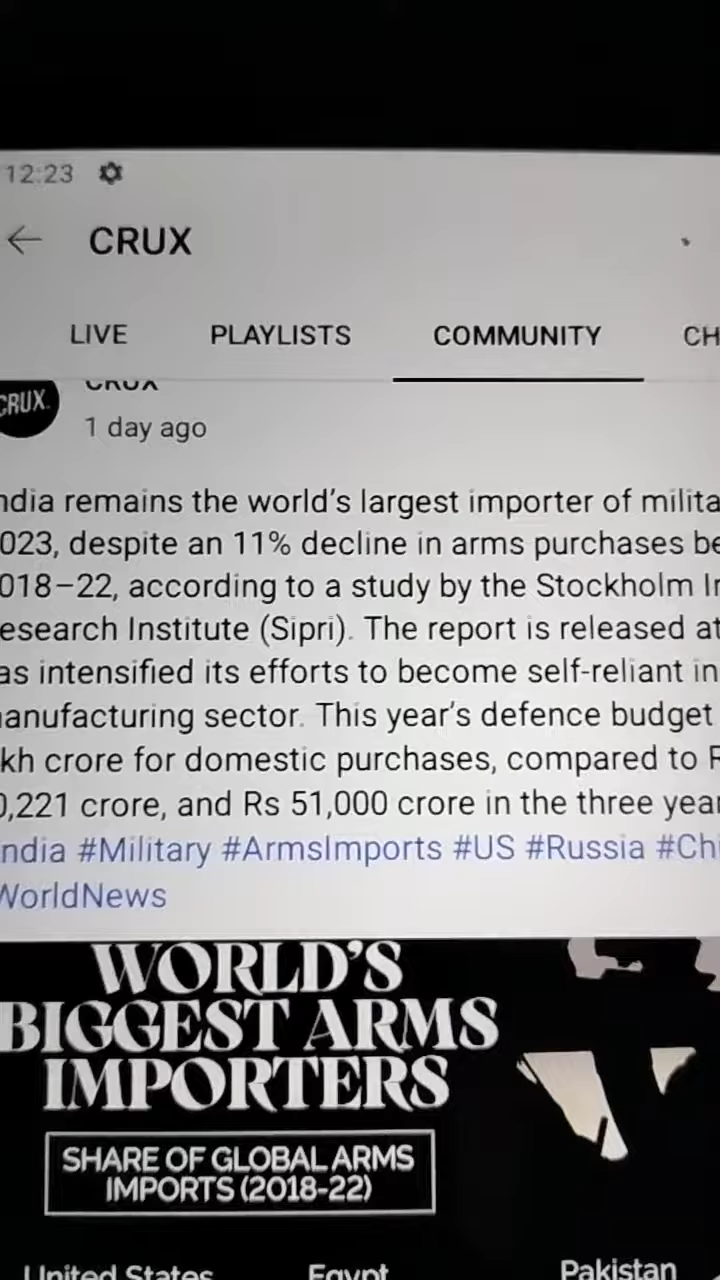 12:23
CRUX
LIVE PLAYLISTS COMMUNITY CH
CRUX.
CRUX
1 day ago
ndia remains the world's largest importer of milita
023, despite an 11% decline in arms purchases be
018–22, according to a study by the Stockholm In
esearch Institute (Sipri). The report is released at
as intensified its efforts to become self-reliant in
anufacturing sector. This year's defence budget
kh crore for domestic purchases, compared to R
0,221 crore, and Rs 51,000 crore in the three year
ndia #Military #ArmsImports #US #Russia #Chi
WorldNews
WORLD'S
BIGGEST ARMS
IMPORTERS
SHARE OF GLOBAL ARMS
IMPORTS (2018-22)
United States Egypt Pakistan